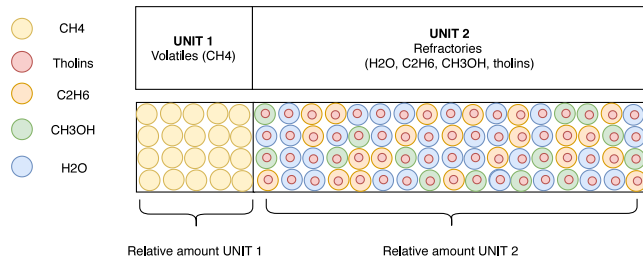 CH4
Tholins
C2H6
CH3OH
H2O
UNIT 1
Volatiles (CH4)
UNIT 2
Refractories
(H2O, C2H6, CH3OH, tholins)
Relative amount UNIT 1
Relative amount UNIT 2